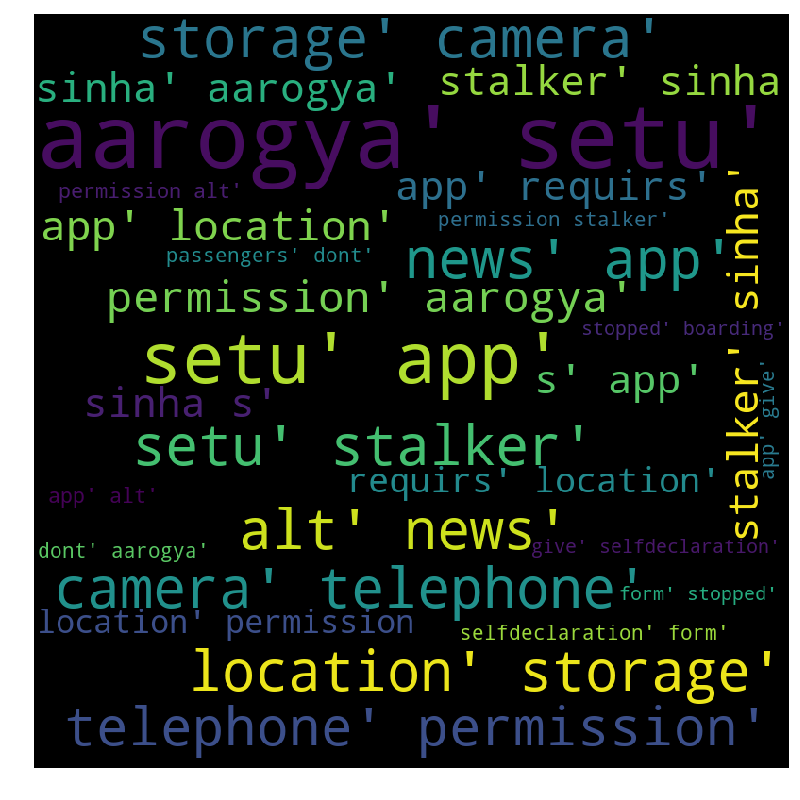 storage' camera'
sinha' aarogya'
stalker' sinha
aarogya' setu'
permission alt'
app' requirs'
app' location'
permission stalker'
passengers' dont'
news' app'
stalker' sinha'
permission' aarogya'
stopped' boarding'
setu' app'
s' app'
app' give'
sinha s'
setu' stalker'
requirs' location'
app' alt'
alt' news'
dont' aarogya'
give' selfdeclaration'
camera' telephone'
form' stopped'
location' permission
selfdeclaration' form'
location' storage'
telephone' permission'